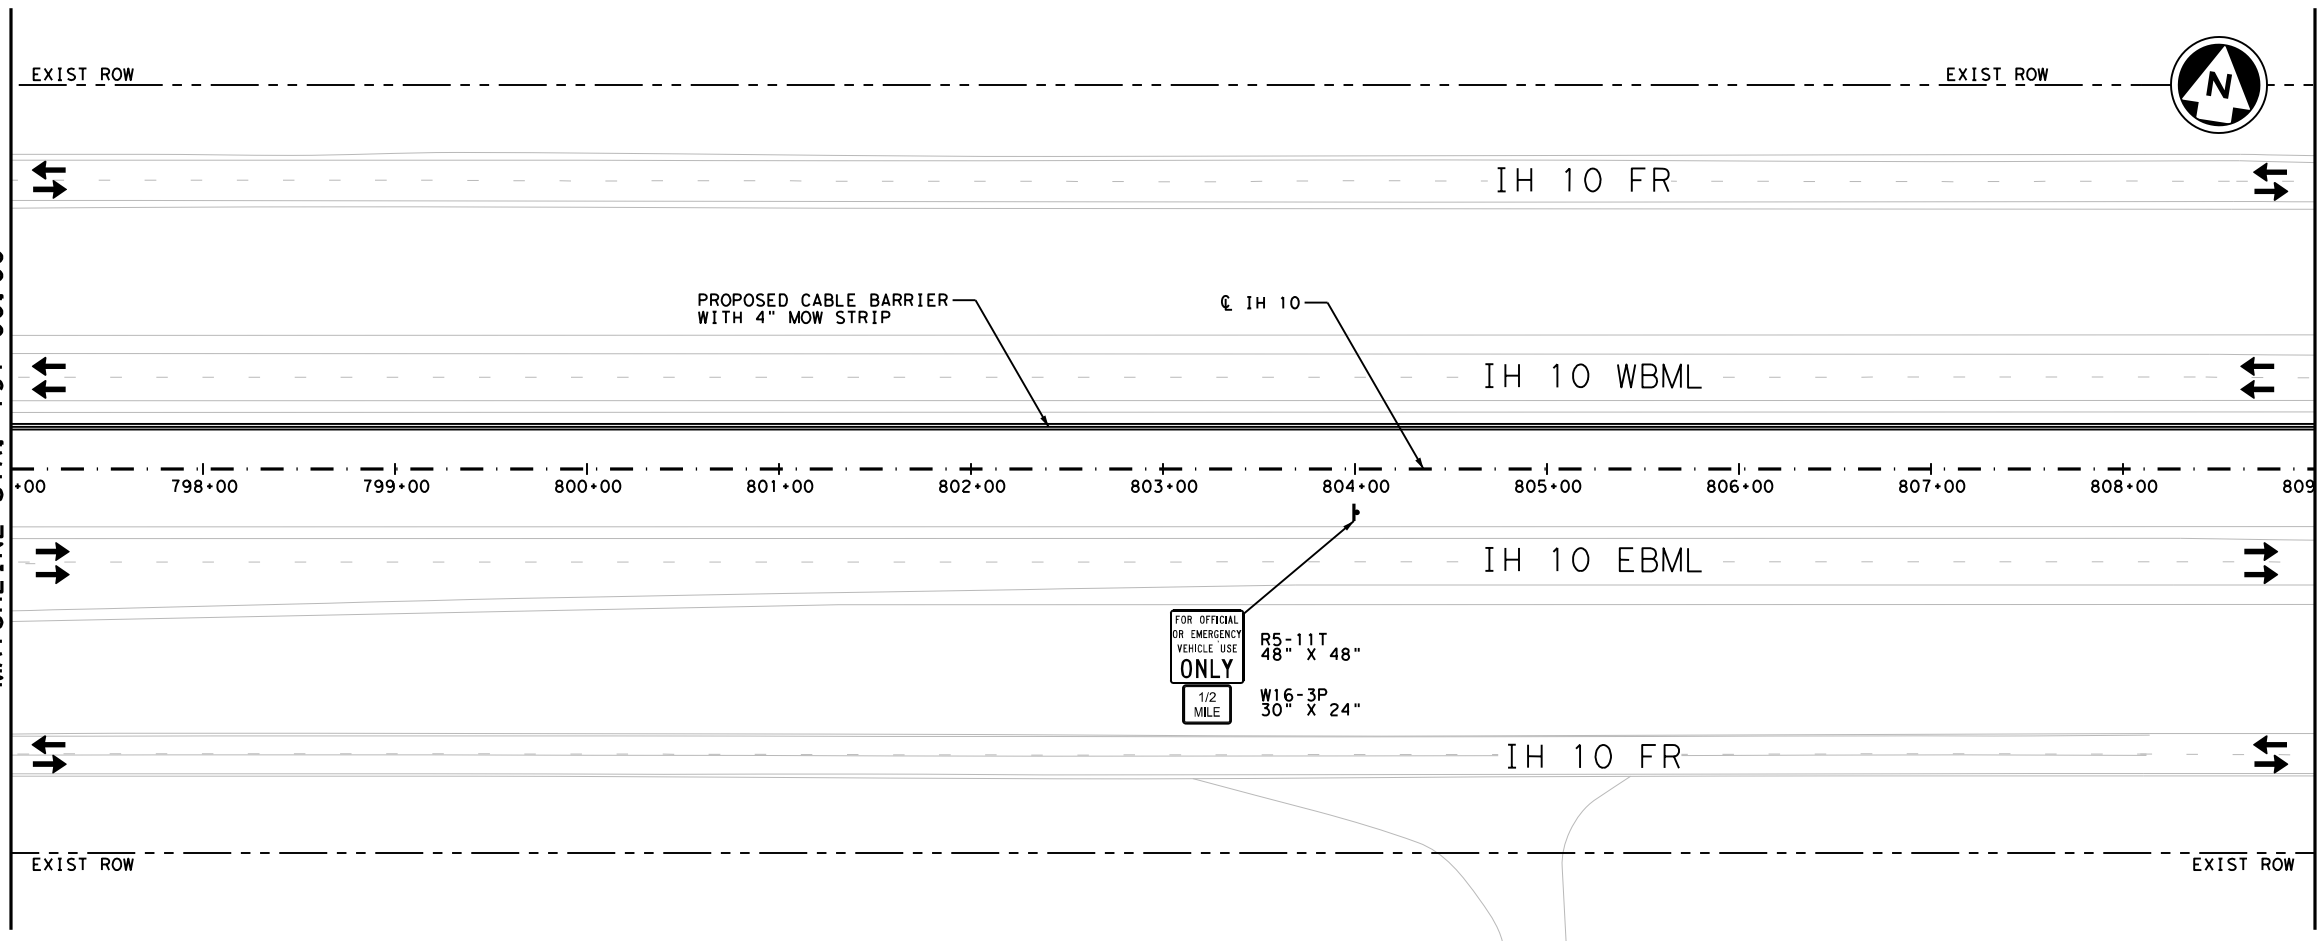 EXIST ROW
EXIST ROW
N
IH 10 FR
PROPOSED CABLE BARRIER
WITH 4" MOW STRIP
℄ IH 10
IH 10 WBML
+00 798+00 799+00 800+00 801+00 802+00 803+00 804+00 805+00 806+00 807+00 808+00 809
IH 10 EBML
FOR OFFICIAL
OR EMERGENCY
VEHICLE USE
ONLY
R5-11T
48" X 48"
1/2
MILE
W16-3P
30" X 24"
IH 10 FR
EXIST ROW
EXIST ROW